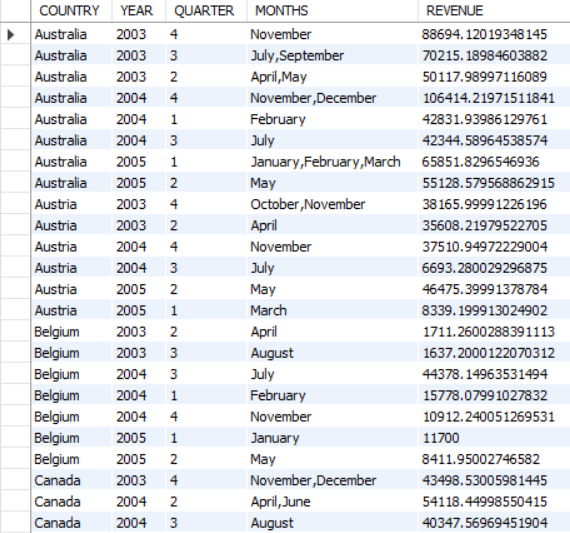 COUNTRY YEAR QUARTER MONTHS REVENUE
Australia 2003 4 November 88694.12019348145
Australia 2003 3 July,September 70215.18984603882
Australia 2003 2 April,May 50117.98997116089
Australia 2004 4 November,December 106414.21971511841
Australia 2004 1 February 42831.93986129761
Australia 2004 3 July 42344.58964538574
Australia 2005 1 January,February,March 65851.8296546936
Australia 2005 2 May 55128.579568862915
Austria 2003 4 October,November 38165.99991226196
Austria 2003 2 April 35608.21979522705
Austria 2004 4 November 37510.94972229004
Austria 2004 3 July 6693.280029296875
Austria 2005 2 May 46475.39991378784
Austria 2005 1 March 8339.199913024902
Belgium 2003 2 April 1711.2600288391113
Belgium 2003 3 August 1637.2000122070312
Belgium 2004 3 July 44378.14963531494
Belgium 2004 1 February 15778.07991027832
Belgium 2004 4 November 10912.240051269531
Belgium 2005 1 January 11700
Belgium 2005 2 May 8411.95002746582
Canada 2003 4 November,December 43498.53005981445
Canada 2004 2 April,June 54118.44998550415
Canada 2004 3 August 40347.56969451904